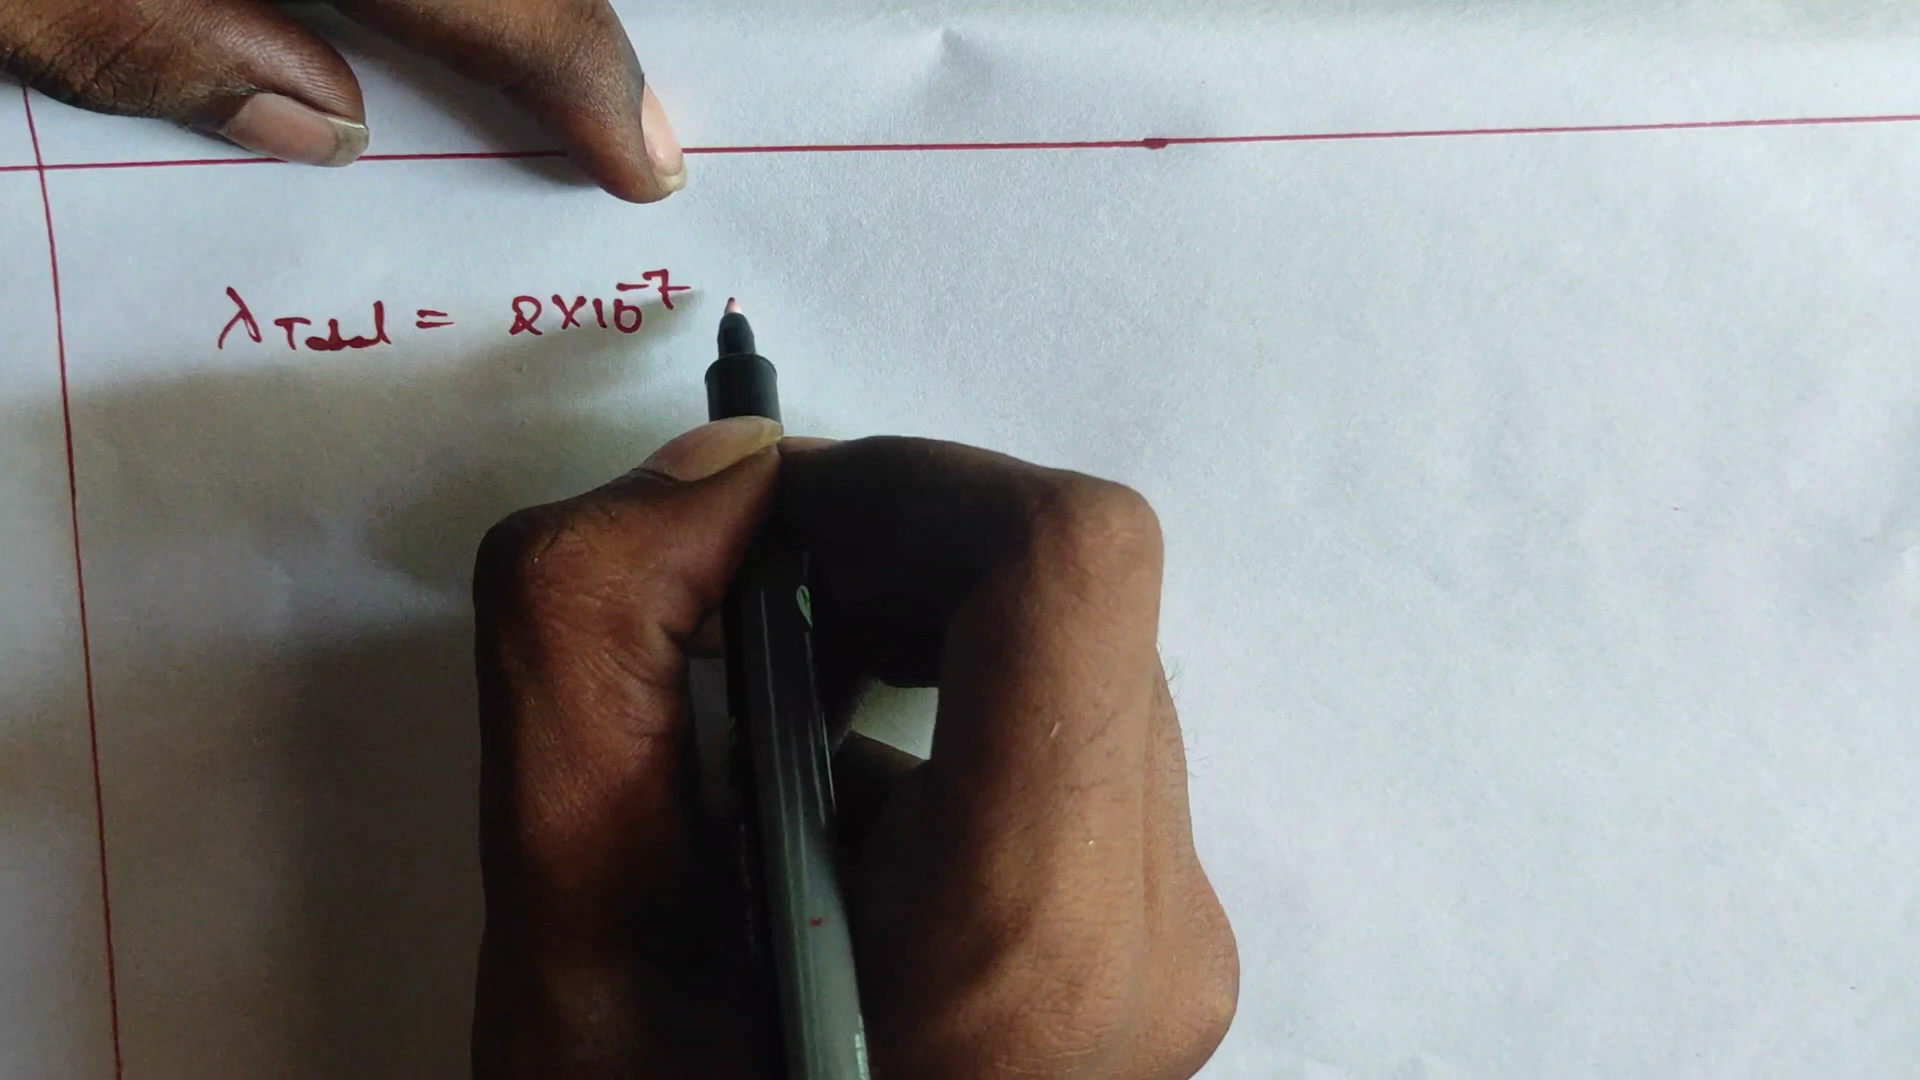 λTotal = 2×10⁻⁷